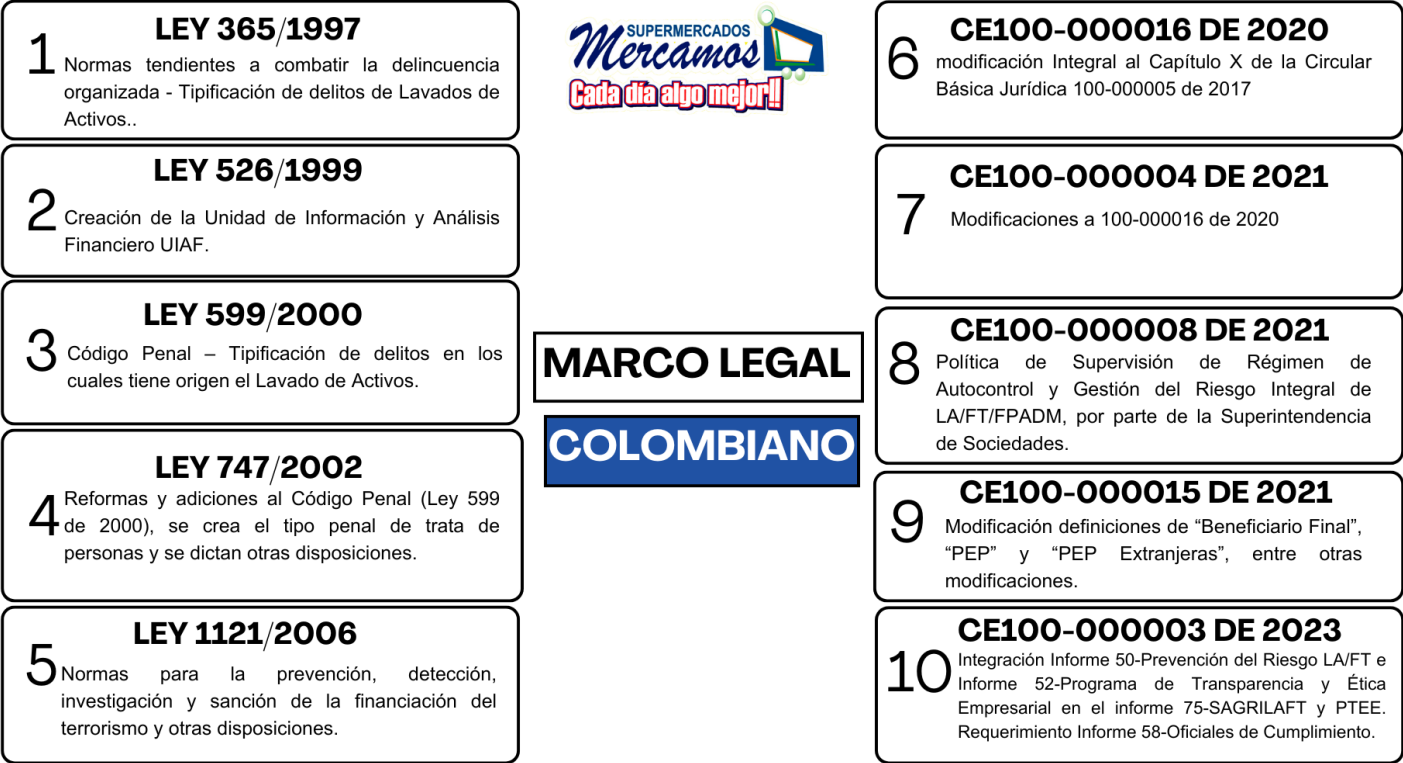 1
LEY 365/1997
Normas tendientes a combatir la delincuencia
organizada - Tipificación de delitos de Lavados de
Activos..
2
LEY 526/1999
Creación de la Unidad de Información y Análisis
Financiero UIAF.
3
LEY 599/2000
Código Penal – Tipificación de delitos en los
cuales tiene origen el Lavado de Activos.
4
LEY 747/2002
Reformas y adiciones al Código Penal (Ley 599
de 2000), se crea el tipo penal de trata de
personas y se dictan otras disposiciones.
5
LEY 1121/2006
Normas para la prevención, detección,
investigación y sanción de la financiación del
terrorismo y otras disposiciones.
SUPERMERCADOS
Mercamos
Cada día algo mejor!!
MARCO LEGAL
COLOMBIANO
6
CE100-000016 DE 2020
modificación Integral al Capítulo X de la Circular
Básica Jurídica 100-000005 de 2017
7
CE100-000004 DE 2021
Modificaciones a 100-000016 de 2020
8
CE100-000008 DE 2021
Política de Supervisión de Régimen de
Autocontrol y Gestión del Riesgo Integral de
LA/FT/FPADM, por parte de la Superintendencia
de Sociedades.
9
CE100-000015 DE 2021
Modificación definiciones de “Beneficiario Final”,
“PEP” y “PEP Extranjeras”, entre otras
modificaciones.
10
CE100-000003 DE 2023
Integración Informe 50-Prevención del Riesgo LA/FT e
Informe 52-Programa de Transparencia y Ética
Empresarial en el informe 75-SAGRILAFT y PTEE.
Requerimiento Informe 58-Oficiales de Cumplimiento.